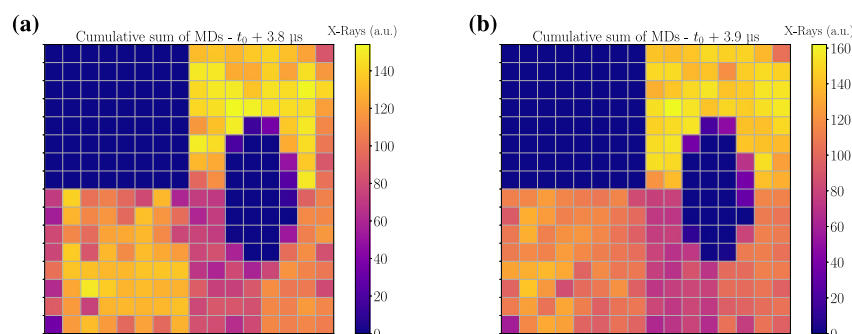 (a)
Cumulative sum of MDs - t₀ + 3.8 µs
X-Rays (a.u.)
140
120
100
80
60
40
20
0
(b)
Cumulative sum of MDs - t₀ + 3.9 µs
X-Rays (a.u.)
160
140
120
100
80
60
40
20
0